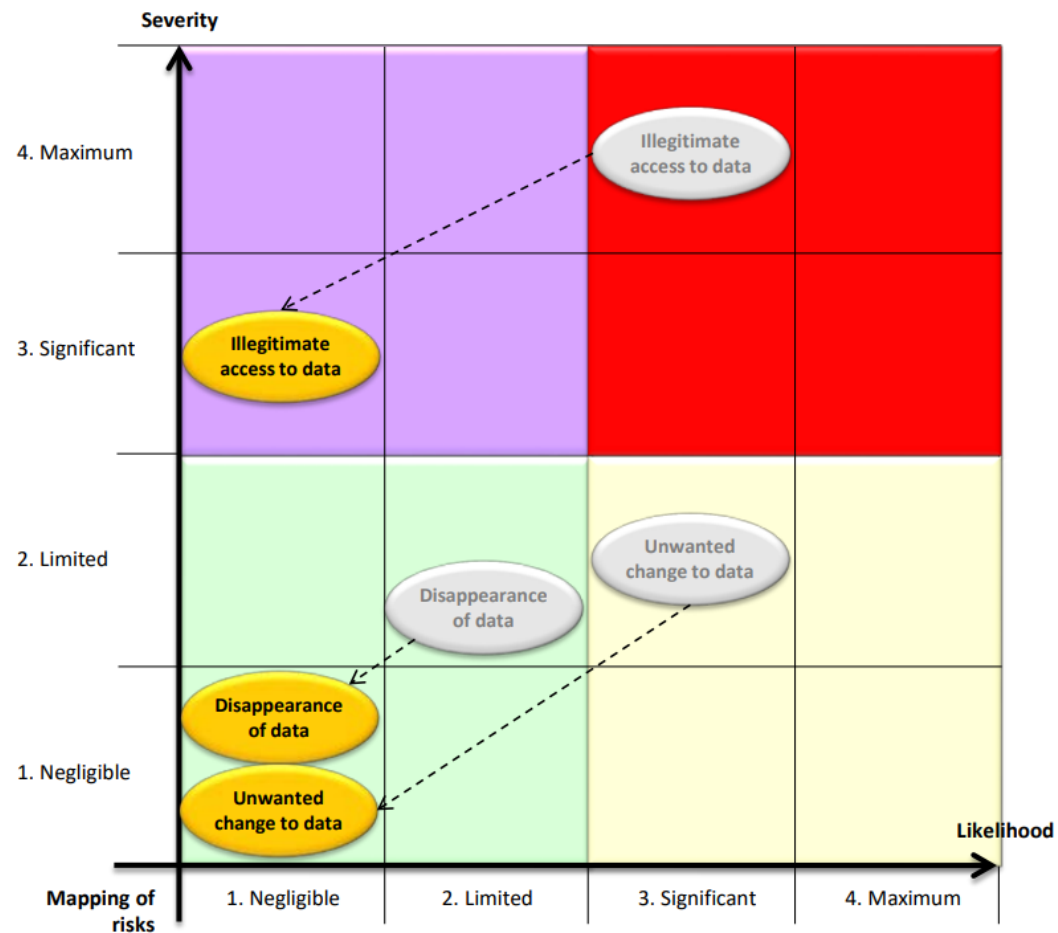 Severity
4. Maximum
Illegitimate
access to data
3. Significant
Illegitimate
access to data
2. Limited
Unwanted
change to data
Disappearance
of data
Disappearance
of data
1. Negligible
Unwanted
change to data
Likelihood
Mapping of
risks
1. Negligible
2. Limited
3. Significant
4. Maximum